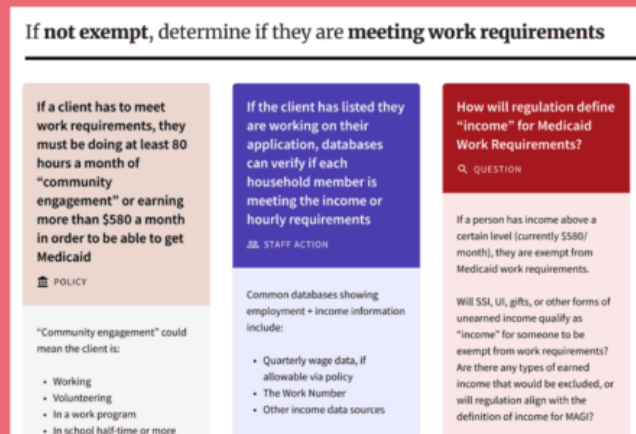 If not exempt, determine if they are meeting work requirements
If a client has to meet
work requirements, they
must be doing at least 80
hours a month of
“community
engagement” or earning
more than $580 a month
in order to be able to get
Medicaid
POLICY
“Community engagement” could
mean the client is:
• Working
• Volunteering
• In a work program
• In school half-time or more
If the client has listed they
are working on their
application, databases
can verify if each
household member is
meeting the income or
hourly requirements
STAFF ACTION
Common databases showing
employment + income information
include:
• Quarterly wage data, if
allowable via policy
• The Work Number
• Other income data sources
How will regulation define
“income” for Medicaid
Work Requirements?
QUESTION
If a person has income above a
certain level (currently $580/
month), they are exempt from
Medicaid work requirements.
Will SSI, UI, gifts, or other forms of
unearned income qualify as
“income” for someone to be
exempt from work requirements?
Are there any types of earned
income that would be excluded, or
will regulation align with the
definition of income for MAGI?